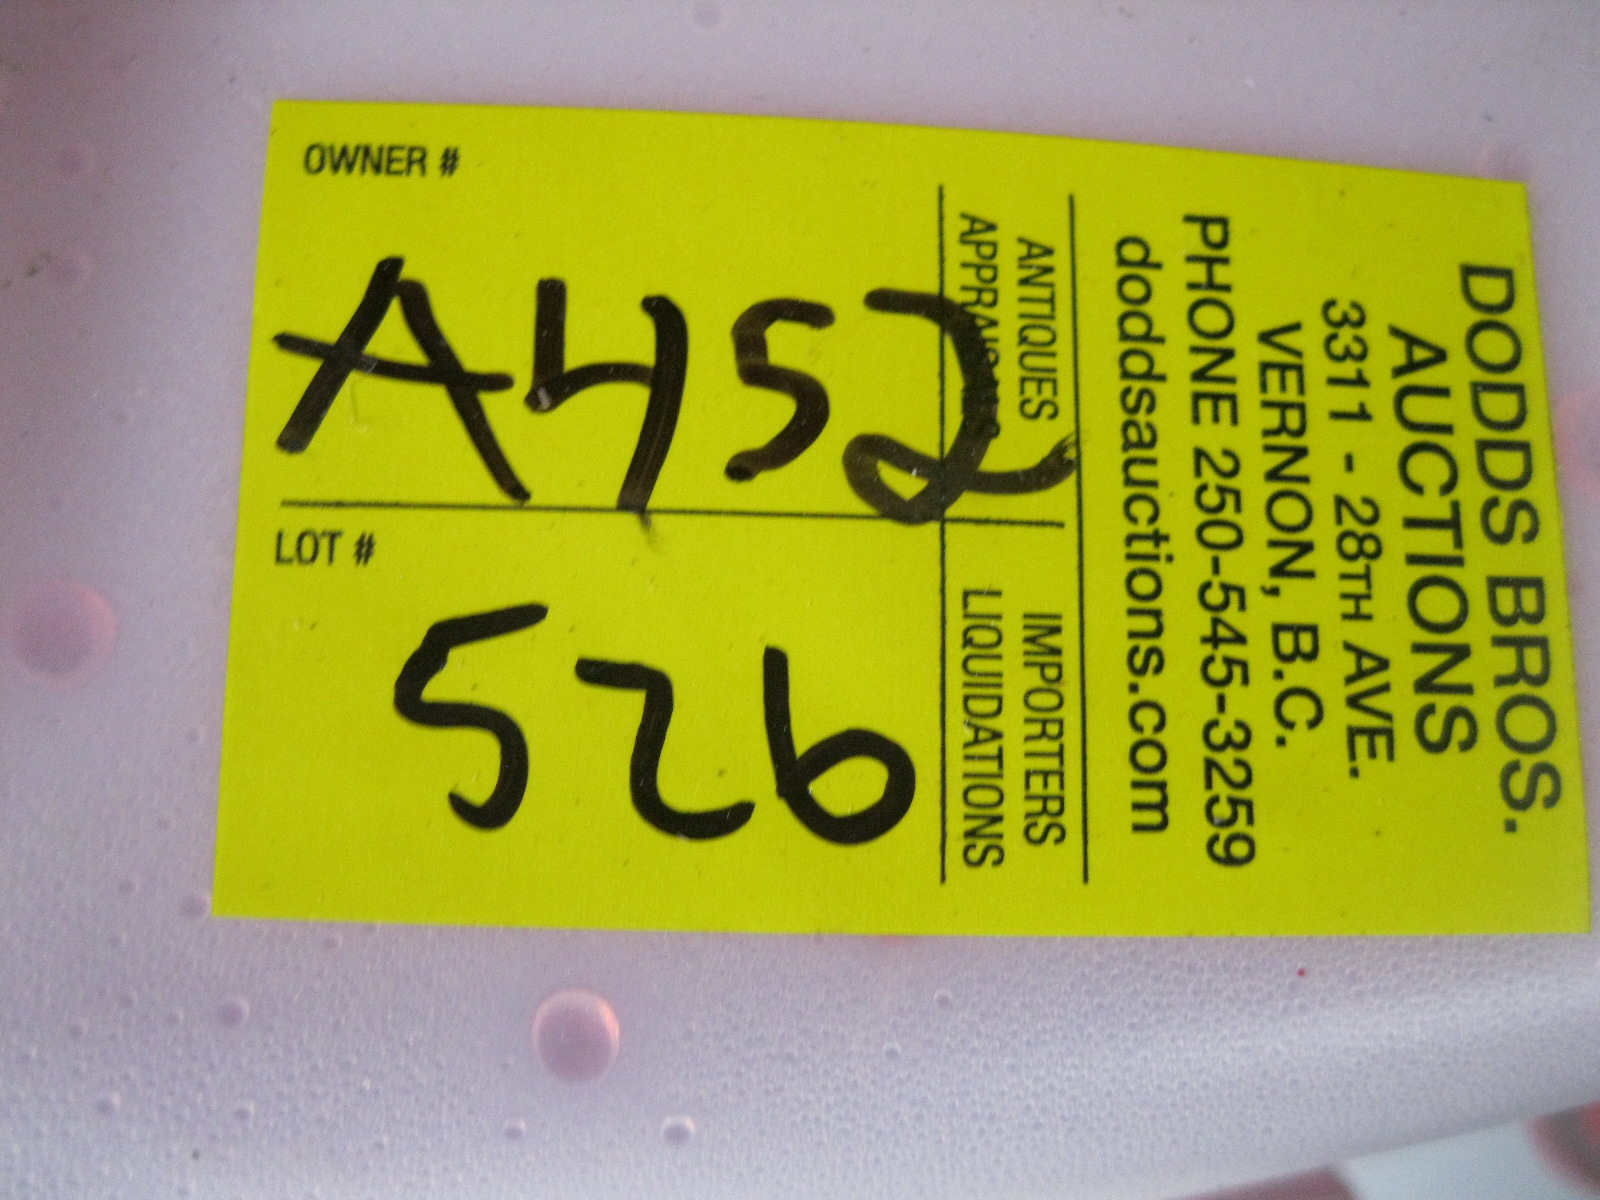 DODDS BROS.
AUCTIONS
3311 - 28TH AVE.
VERNON, B.C.
PHONE 250-545-3259
doddsauctions.com
ANTIQUES
APPRAISALS
IMPORTERS
LIQUIDATIONS
OWNER #
A452
LOT #
526